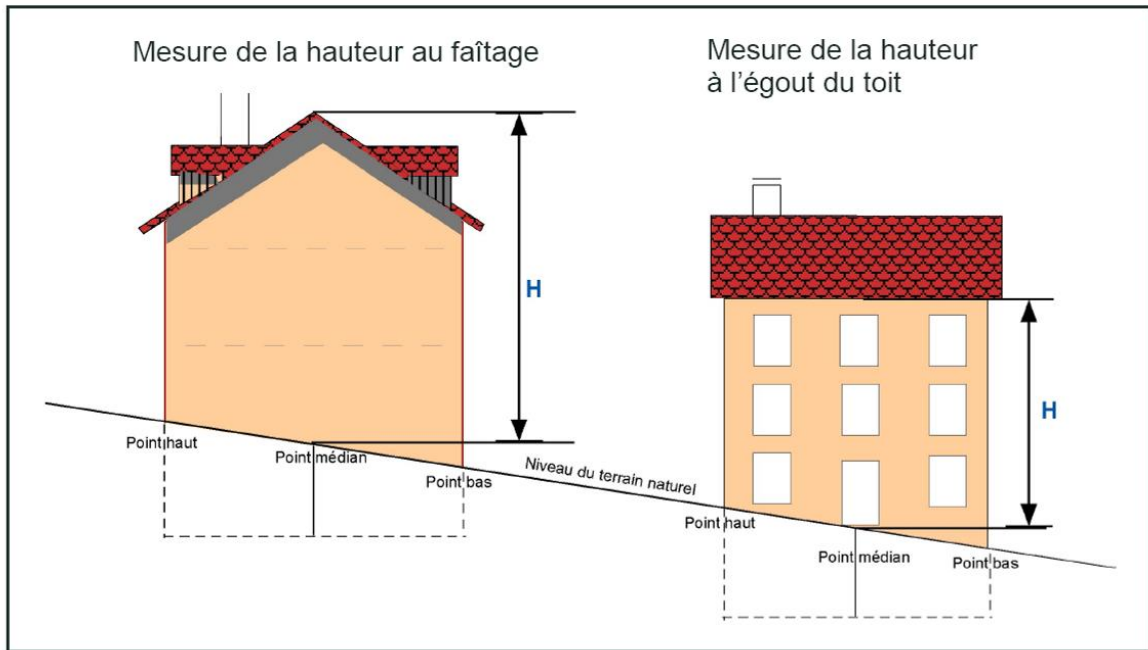 Mesure de la hauteur au faîtage
Mesure de la hauteur
à l'égout du toit
H
H
Point haut
Point médian
Point bas
Niveau du terrain naturel
Point haut
Point médian
Point bas